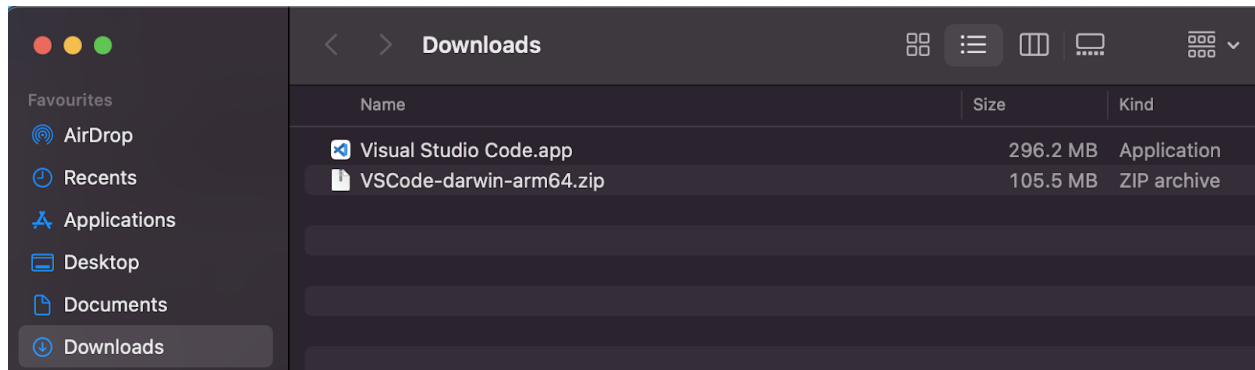 Downloads
Favourites
AirDrop
Recents
Applications
Desktop
Documents
Downloads
Name Size Kind
Visual Studio Code.app 296.2 MB Application
VSCode-darwin-arm64.zip 105.5 MB ZIP archive